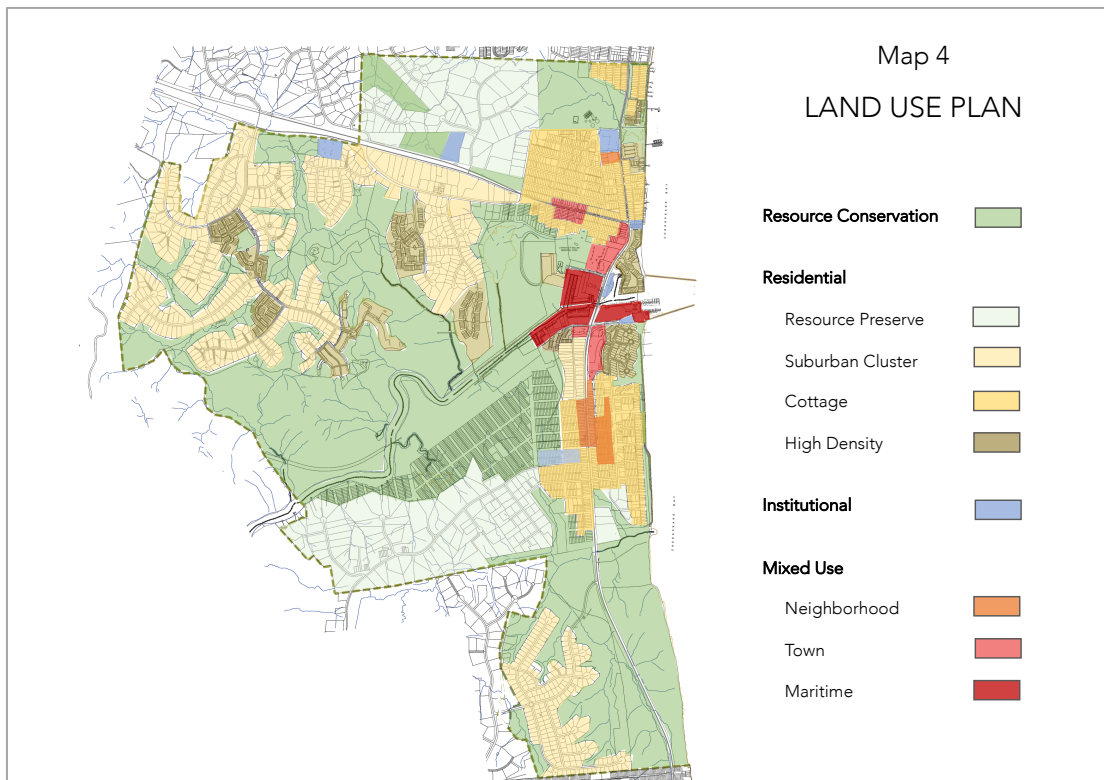 Map 4
LAND USE PLAN
Resource Conservation
Residential
Resource Preserve
Suburban Cluster
Cottage
High Density
Institutional
Mixed Use
Neighborhood
Town
Maritime